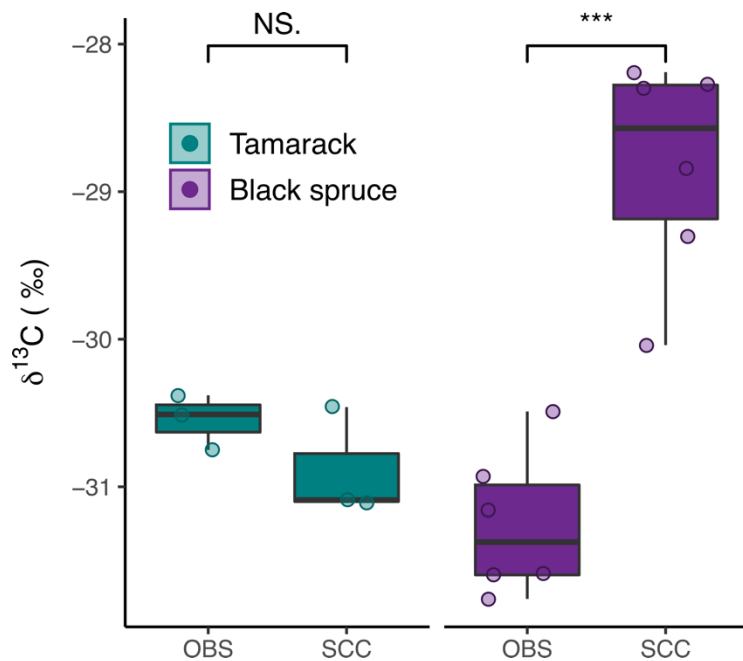 NS.
***
Tamarack
Black spruce
δ¹³C ( ‰)
−28
−29
−30
−31
OBS SCC OBS SCC